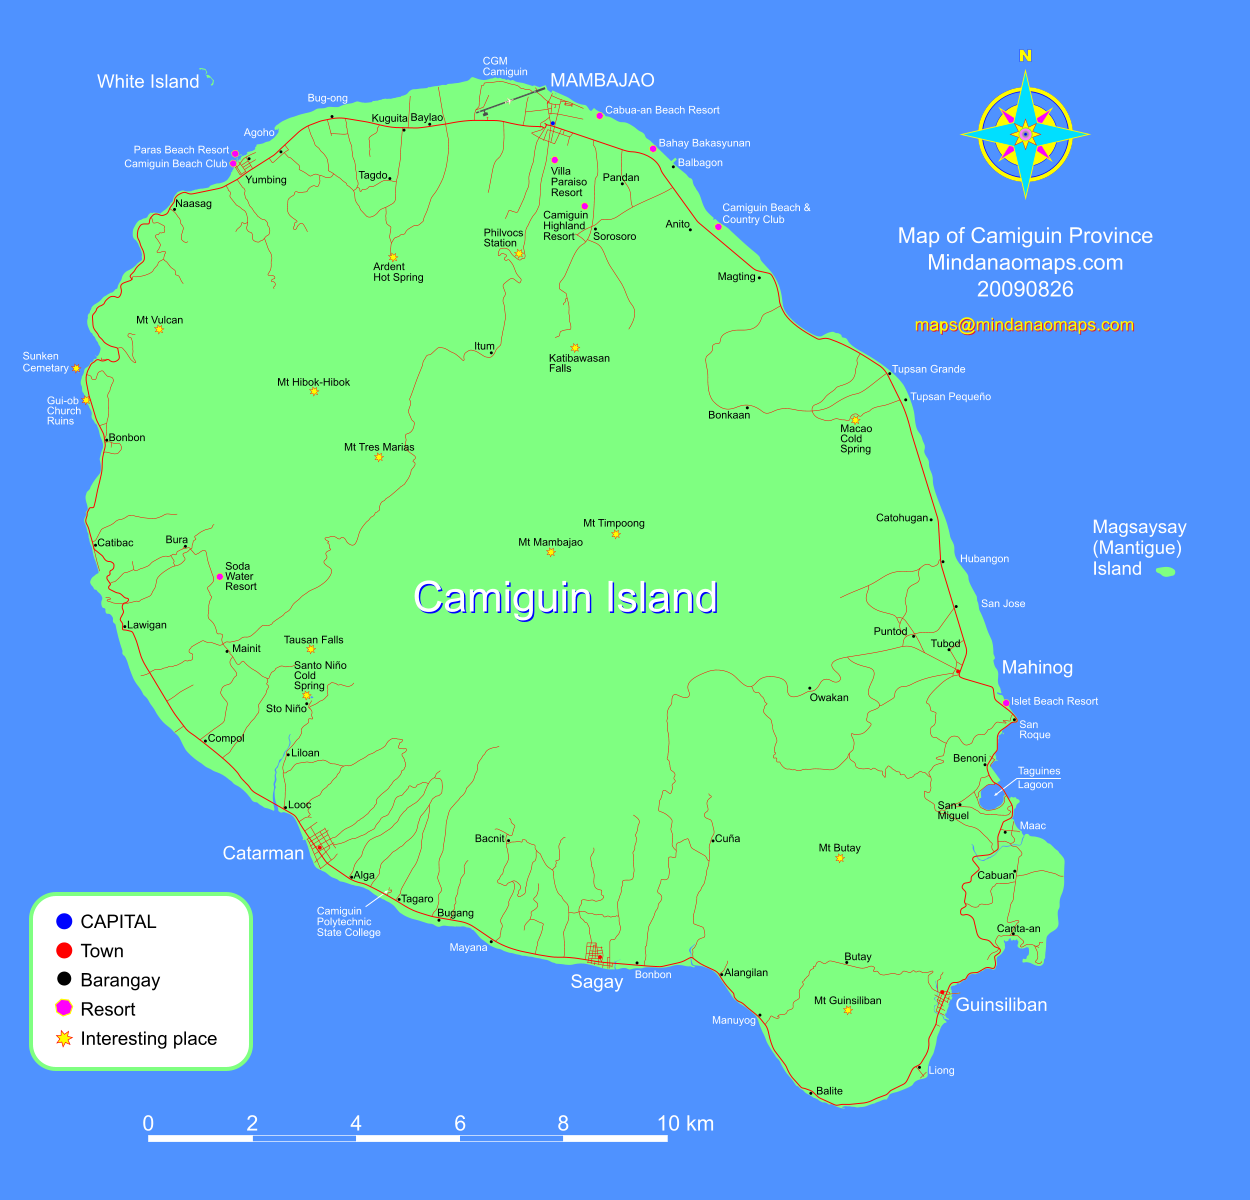 N
CGM
Camiguin
MAMBAJAO
White Island
Bug-ong
Kuguita
Baylao
Cabua-an Beach Resort
Agoho
Paras Beach Resort
Camiguin Beach Club
Yumbing
Bahay Bakasyunan
Balbagon
Tagdo
Villa
Paraiso
Resort
Pandan
Naasag
Camiguin
Highland
Resort
Camiguin Beach &
Country Club
Anito
Philvocs
Station
Sorosoro
Map of Camiguin Province
Mindanaomaps.com
20090826
maps@mindanaomaps.com
Ardent
Hot Spring
Magting
Mt Vulcan
Itum
Katibawasan
Falls
Sunken
Cemetary
Mt Hibok-Hibok
Tupsan Grande
Tupsan Pequeño
Gui-ob
Church
Ruins
Bonkaan
Macao
Cold
Spring
Bonbon
Mt Tres Marias
Catohugan
Mt Timpoong
Mt Mambajao
Magsaysay
(Mantigue)
Island
Catibac
Bura
Hubangon
Soda
Water
Resort
Camiguin Island
San Jose
Lawigan
Puntod
Tubod
Tausan Falls
Mainit
Santo Niño
Cold
Spring
Sto Niño
Mahinog
Owakan
Islet Beach Resort
San
Roque
Compol
Liloan
Benoni
Taguines
Lagoon
Looc
San
Miguel
Maac
Bacnit
Cuña
Mt Butay
Catarman
Alga
Cabuan
Tagaro
Camiguin
Polytechnic
State College
Bugang
Canta-an
Mayana
Sagay
Bonbon
Alangilan
Butay
Mt Guinsiliban
Guinsiliban
Manuyog
Liong
Balite
CAPITAL
Town
Barangay
Resort
Interesting place
0 2 4 6 8 10 km